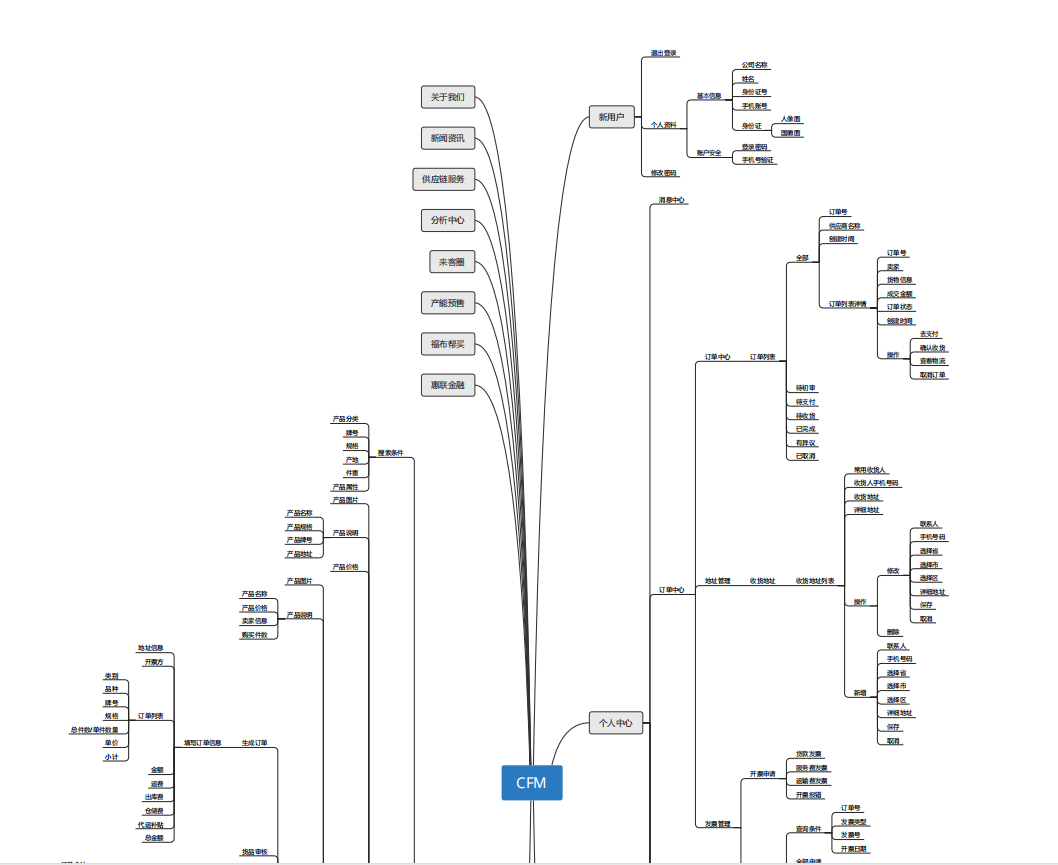 关于我们
新闻资讯
供应链服务
分析中心
来客圈
产能预售
福布帮买
惠联金融
新用户
退出登录
个人资料
基本信息
公司名称
姓名
身份证号
手机账号
身份证
人像面
国徽面
账户安全
登录密码
手机号验证
修改密码
CFM
个人中心
消息中心
订单中心
订单中心
订单列表
全部
订单号
供应商名称
创建时间
订单列表详情
订单号
卖家
货物信息
成交金额
订单状态
创建时间
操作
去支付
确认收货
查看物流
取消订单
待初审
待支付
待收货
已完成
有异议
已取消
地址管理
收货地址
收货地址列表
常用收货人
收货人手机号码
收货地址
详细地址
操作
修改
联系人
手机号码
选择省
选择市
选择区
详细地址
保存
取消
删除
新增
联系人
手机号码
选择省
选择市
选择区
详细地址
保存
取消
发票管理
开票申请
货款发票
服务费发票
运输费发票
开票须知
查询条件
订单号
发票类型
发票号
开票日期
全部申请
搜索条件
产品分类
牌号
规格
产地
件重
产品属性
产品图片
产品说明
产品名称
产品规格
产品牌号
产品地址
产品价格
产品图片
产品说明
产品名称
产品价格
卖家信息
购买件数
生成订单
填写订单信息
地址信息
开票方
订单列表
类别
品种
牌号
规格
总件数/单件数量
单价
小计
金额
运费
出库费
仓储费
代运补贴
总金额
货品审核